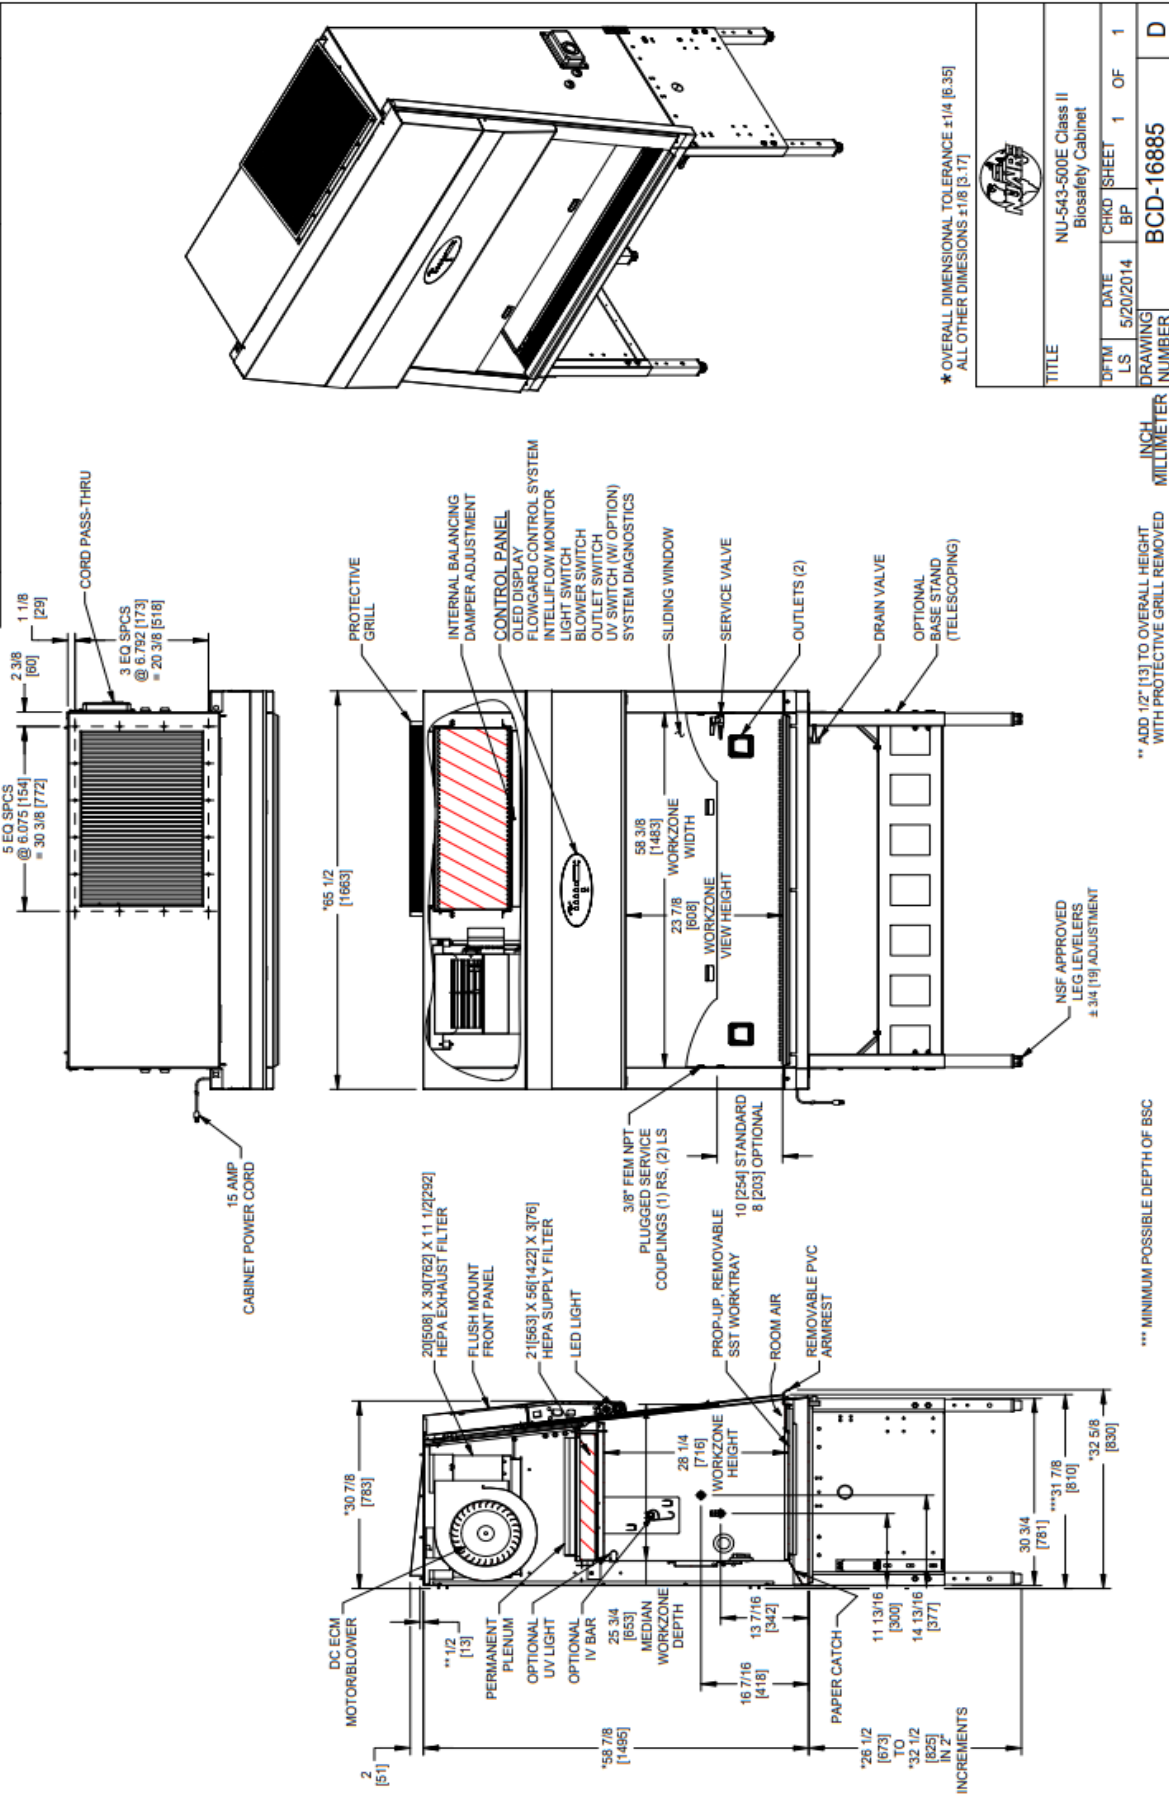 5 EQ SPCS
@ 6.075 [154]
= 30 3/8 [772]
2 3/8
[60]
1 1/8
[29]
3 EQ SPCS
@ 6.792 [173]
= 20 3/8 [518]
CORD PASS-THRU
15 AMP
CABINET POWER CORD
*65 1/2
[1663]
PROTECTIVE
GRILL
INTERNAL BALANCING
DAMPER ADJUSTMENT
CONTROL PANEL
OLED DISPLAY
FLOWGARD CONTROL SYSTEM
INTELLIFLOW MONITOR
LIGHT SWITCH
BLOWER SWITCH
OUTLET SWITCH
UV SWITCH (W/ OPTION)
SYSTEM DIAGNOSTICS
SLIDING WINDOW
SERVICE VALVE
OUTLETS (2)
DRAIN VALVE
OPTIONAL
BASE STAND
(TELESCOPING)
58 3/8
[1483]
WORKZONE
WIDTH
23 7/8
[608]
WORKZONE
VIEW HEIGHT
3/8" FEM NPT
PLUGGED SERVICE
COUPLINGS (1) RS, (2) LS
10 [254] STANDARD
8 [203] OPTIONAL
NSF APPROVED
LEG LEVELERS
± 3/4 [19] ADJUSTMENT
20[508] X 30[762] X 11 1/2[292]
HEPA EXHAUST FILTER
FLUSH MOUNT
FRONT PANEL
21[563] X 56[1422] X 3[76]
HEPA SUPPLY FILTER
LED LIGHT
PROP-UP, REMOVABLE
SST WORKTRAY
ROOM AIR
REMOVABLE PVC
ARMREST
*30 7/8
[783]
DC ECM
MOTOR/BLOWER
2
[51]
** 1/2
[13]
PERMANENT
PLENUM
OPTIONAL
UV LIGHT
OPTIONAL
IV BAR
25 3/4
[653]
MEDIAN
WORKZONE
DEPTH
28 1/4
[716]
WORKZONE
HEIGHT
13 7/16
[342]
16 7/16
[418]
*58 7/8
[1495]
PAPER CATCH
11 13/16
[300]
14 13/16
[377]
30 3/4
[781]
***31 7/8
[810]
*32 5/8
[830]
*26 1/2
[673]
TO
*32 1/2
[825]
IN 2"
INCREMENTS
*** MINIMUM POSSIBLE DEPTH OF BSC
** ADD 1/2" [13] TO OVERALL HEIGHT
WITH PROTECTIVE GRILL REMOVED
INCH
MILLIMETER
* OVERALL DIMENSIONAL TOLERANCE ±1/4 [6.35]
ALL OTHER DIMESIONS ±1/8 [3.17]
NUAIRE
TITLE
NU-543-500E Class II
Biosafety Cabinet
DFTM
LS
DATE
5/20/2014
CHKD
BP
SHEET 1 OF 1
DRAWING
NUMBER
BCD-16885
D